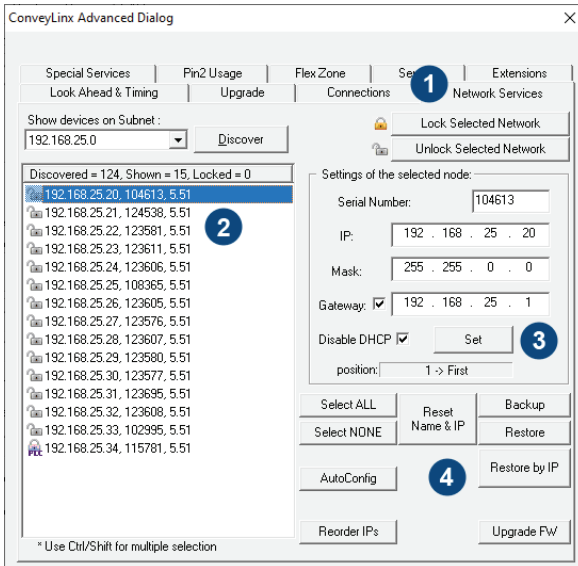 ConveyLinx Advanced Dialog
Special Services
Pin2 Usage
Flex Zone
Extensions
Look Ahead & Timing
Upgrade
Connections
1
Network Services
Show devices on Subnet :
192.168.25.0
Discover
Lock Selected Network
Unlock Selected Network
Discovered = 124, Shown = 15, Locked = 0
192.168.25.20, 104613, 5.51
192.168.25.21, 124538, 5.51
192.168.25.22, 123581, 5.51
192.168.25.23, 123611, 5.51
192.168.25.24, 123606, 5.51
192.168.25.25, 108365, 5.51
192.168.25.26, 123605, 5.51
192.168.25.27, 123576, 5.51
192.168.25.28, 123607, 5.51
192.168.25.29, 123580, 5.51
192.168.25.30, 123577, 5.51
192.168.25.31, 123695, 5.51
192.168.25.32, 123608, 5.51
192.168.25.33, 102995, 5.51
PLC 192.168.25.34, 115781, 5.51
2
* Use Ctrl/Shift for multiple selection
Settings of the selected node:
Serial Number: 104613
IP: 192 . 168 . 25 . 20
Mask: 255 . 255 . 0 . 0
Gateway: 192 . 168 . 25 . 1
Disable DHCP
Set
3
position: 1 -> First
Select ALL
Reset
Name & IP
Backup
Select NONE
Restore
AutoConfig
4
Restore by IP
Reorder IPs
Upgrade FW